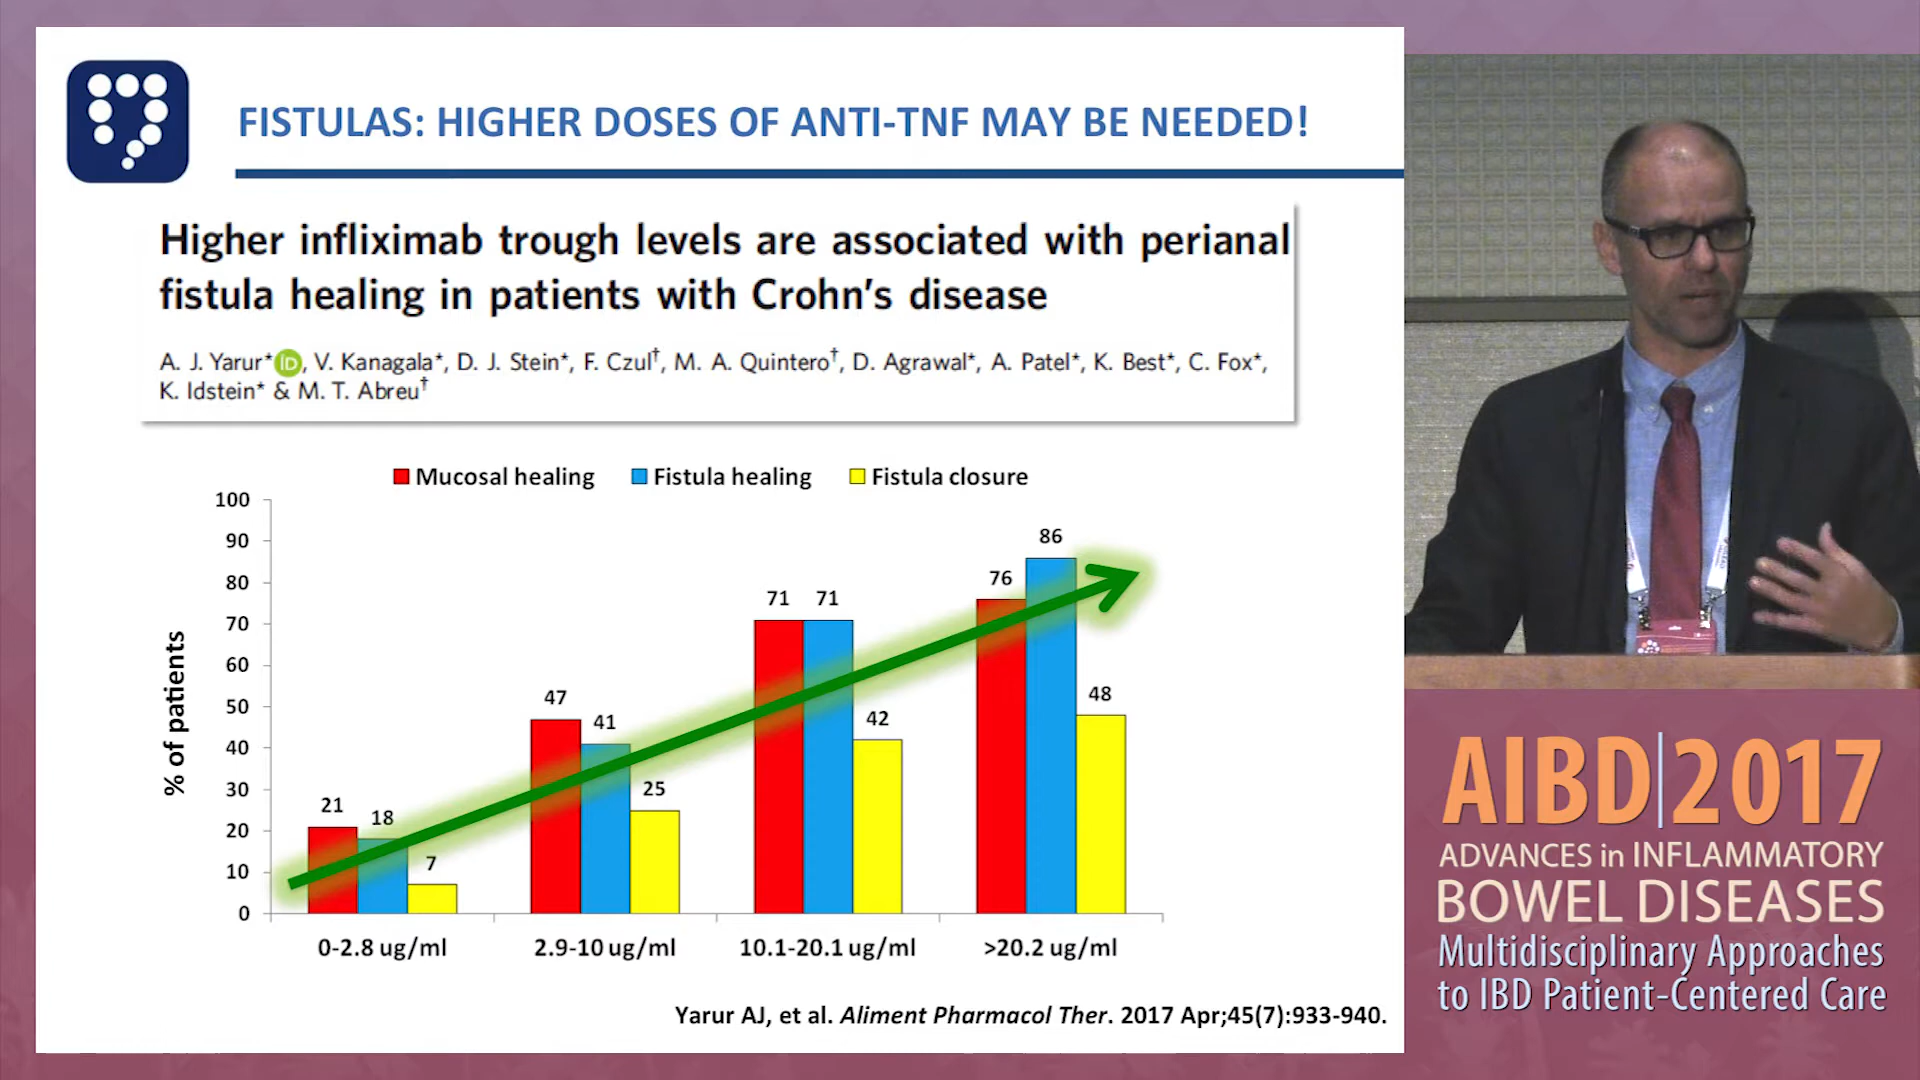 FISTULAS: HIGHER DOSES OF ANTI-TNF MAY BE NEEDED!
Higher infliximab trough levels are associated with perianal
fistula healing in patients with Crohn's disease
A. J. Yarur* iD, V. Kanagala*, D. J. Stein*, F. Czul†, M. A. Quintero†, D. Agrawal*, A. Patel*, K. Best*, C. Fox*,
K. Idstein* & M. T. Abreu†
Mucosal healing Fistula healing Fistula closure
% of patients
100
90
80
70
60
50
40
30
20
10
0
21 18 7
47 41 25
71 71 42
76 86 48
0-2.8 ug/ml 2.9-10 ug/ml 10.1-20.1 ug/ml >20.2 ug/ml
Yarur AJ, et al. Aliment Pharmacol Ther. 2017 Apr;45(7):933-940.
AIBD|2017
ADVANCES in INFLAMMATORY
BOWEL DISEASES
Multidisciplinary Approaches
to IBD Patient-Centered Care